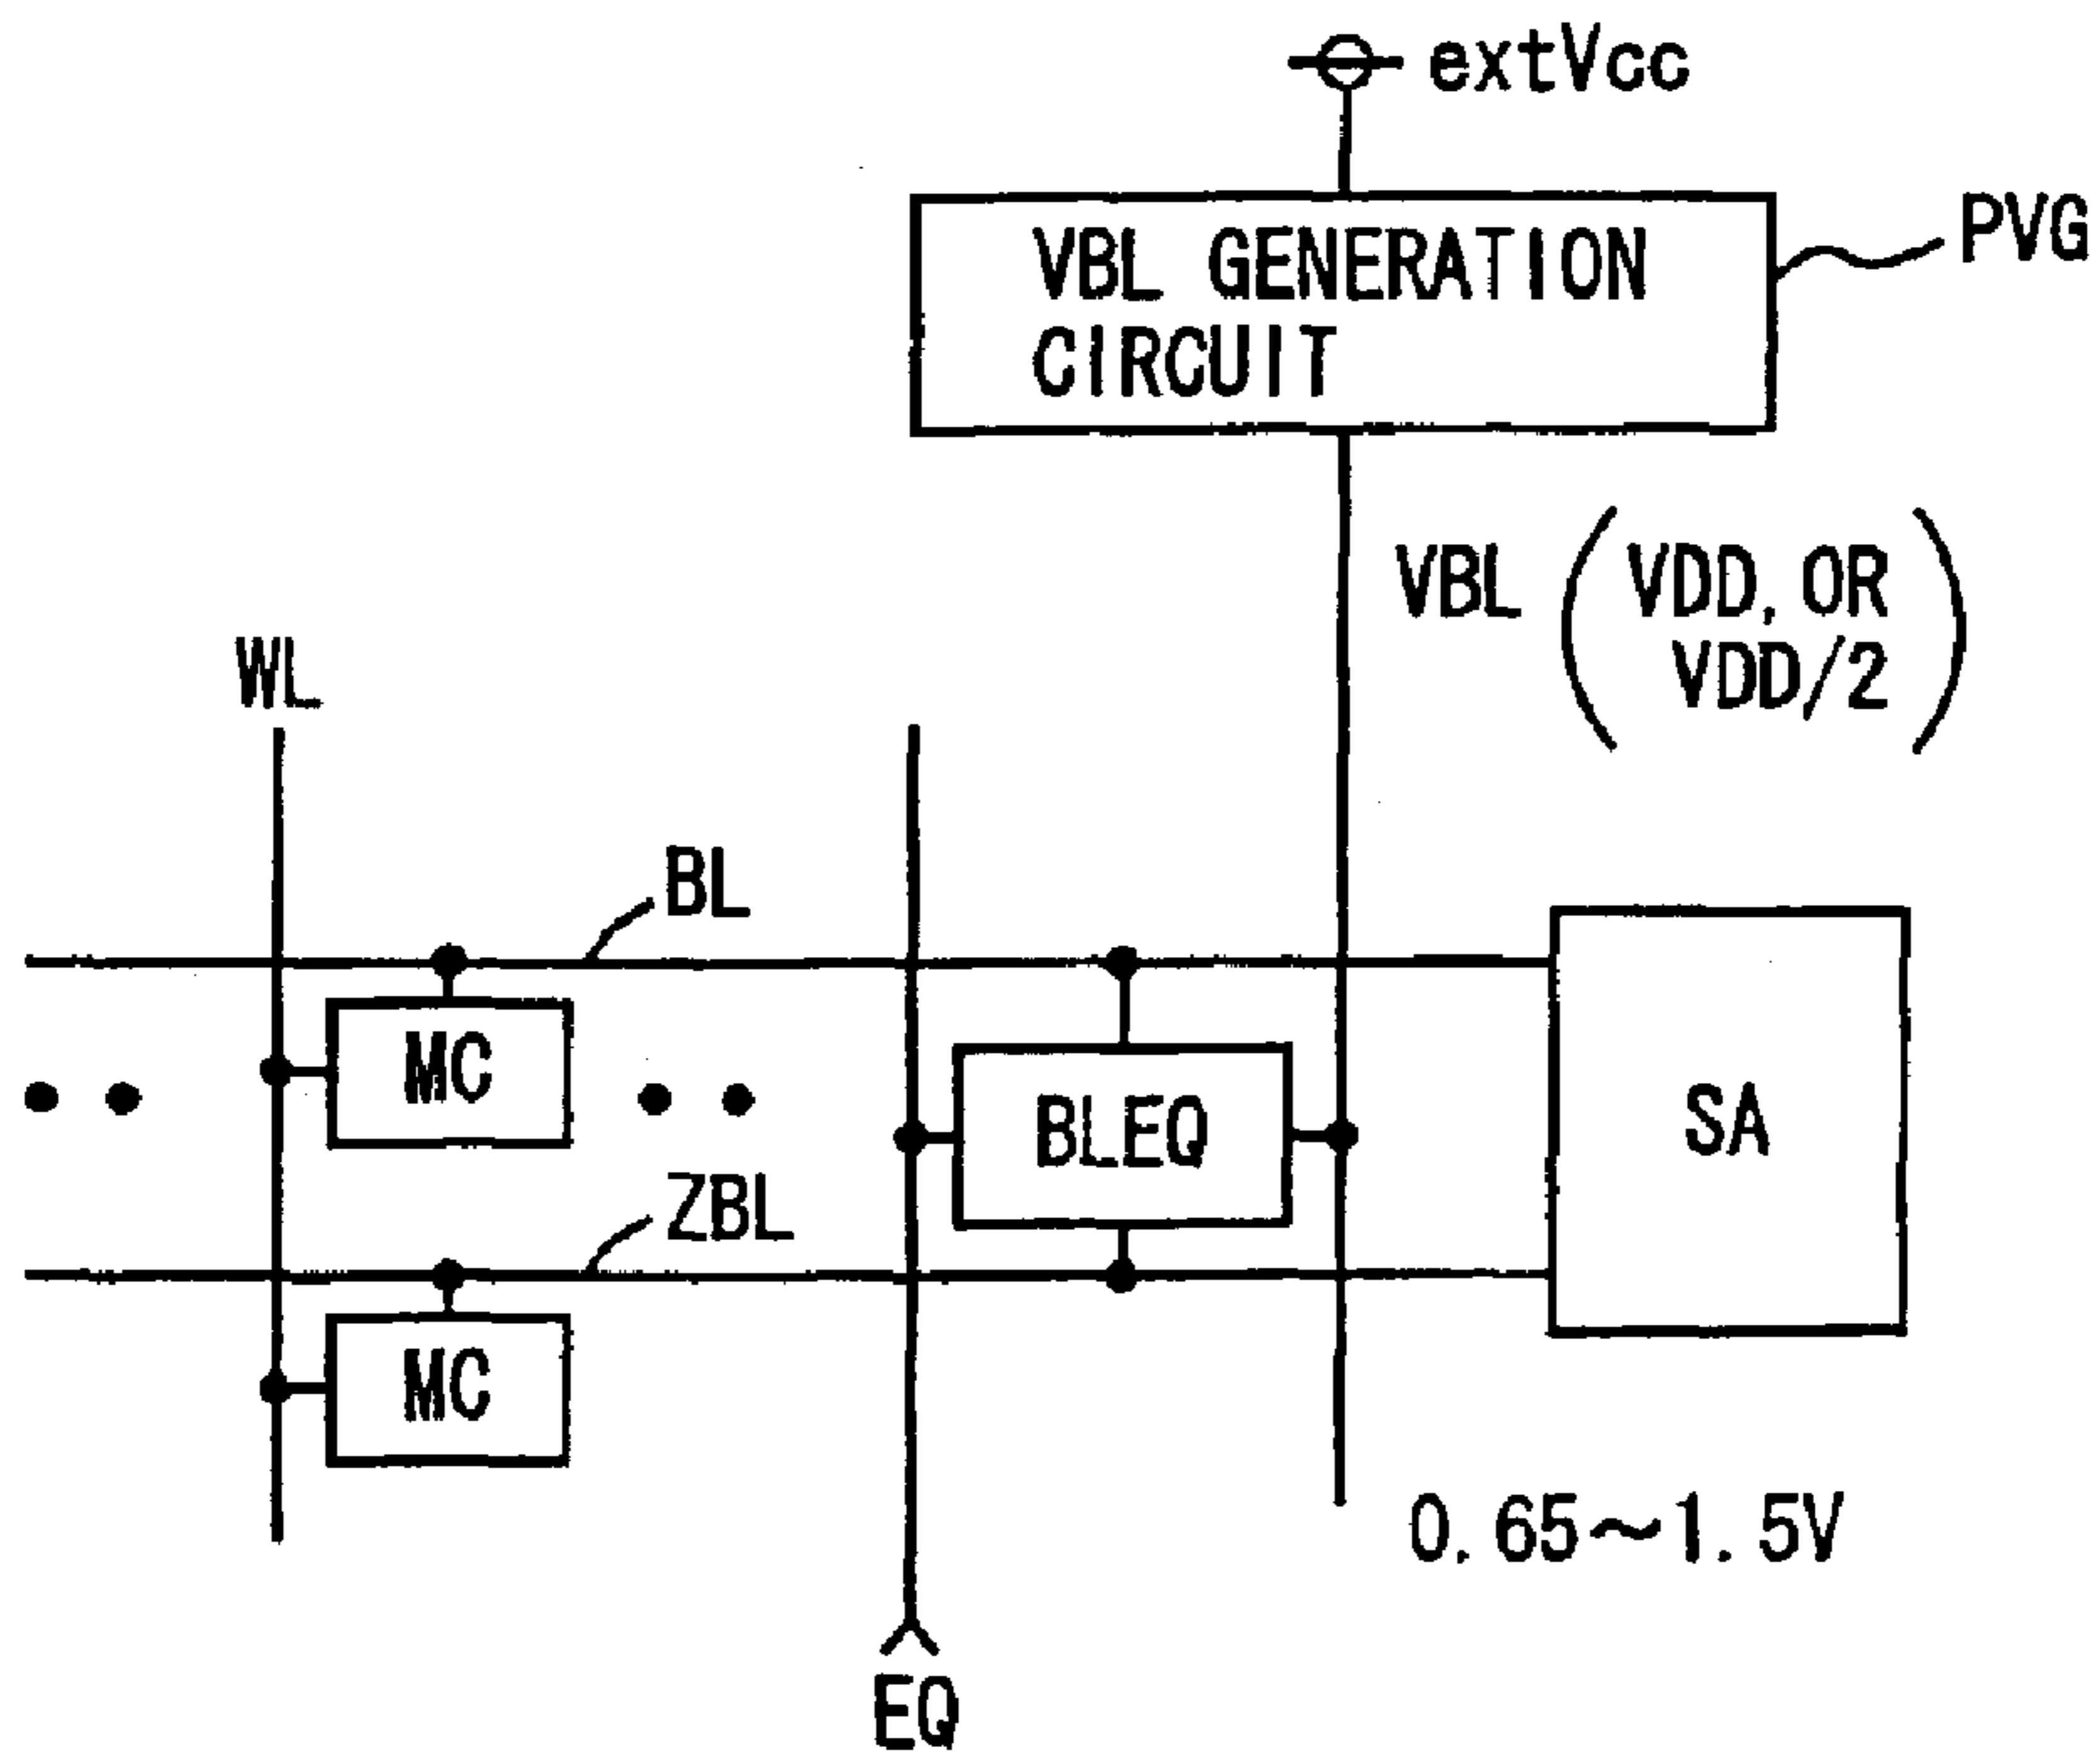 extVcc
VBL GENERATION
CIRCUIT
PVG
VBL (VDD, OR
VDD/2)
WL
BL
MC
BLEQ
SA
ZBL
MC
0.65~1.5V
EQ